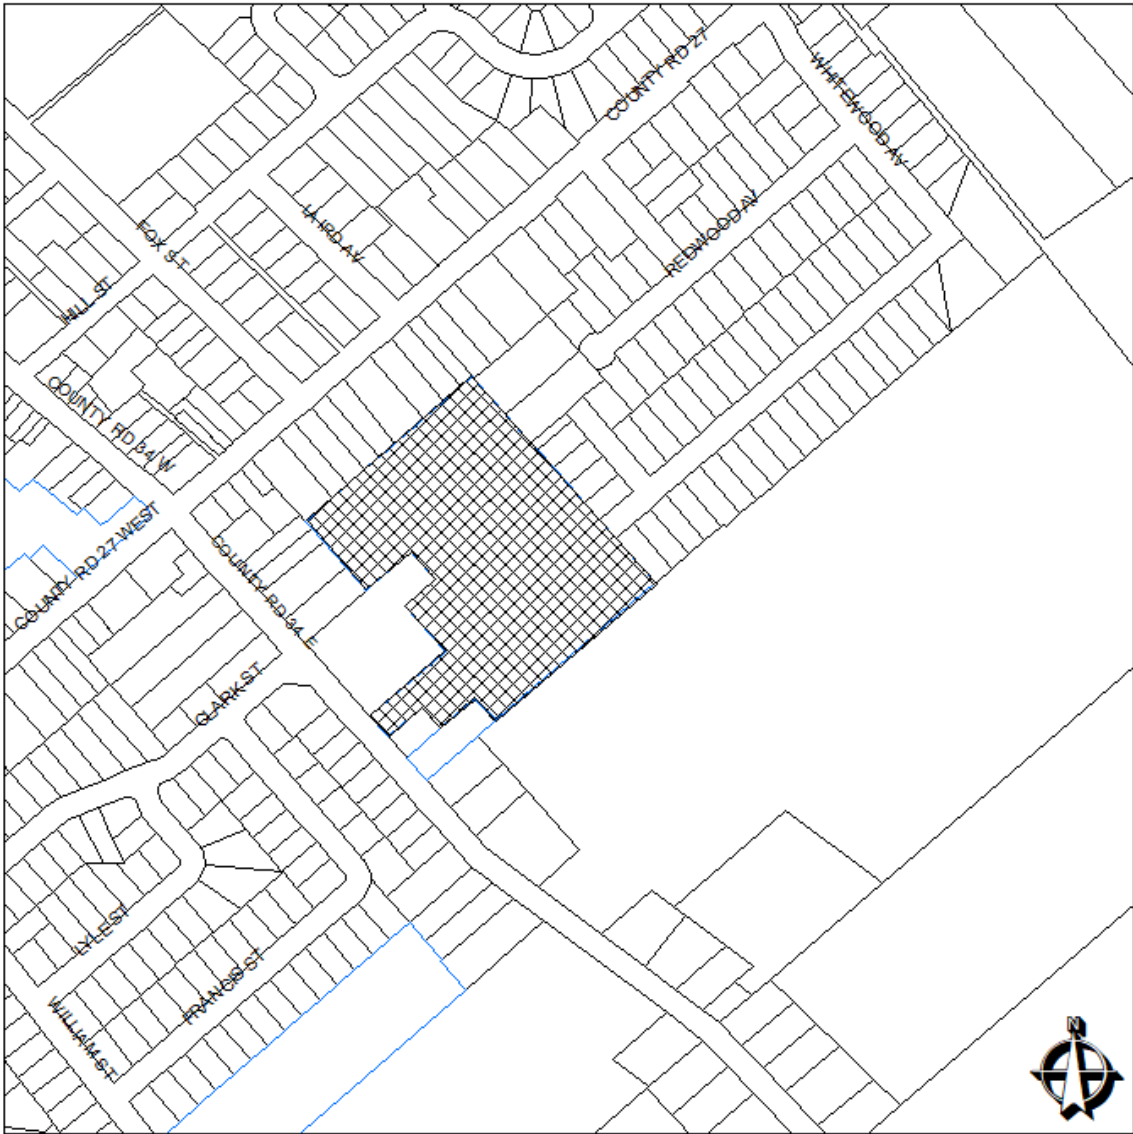 COUNTY RD 27
WHITEWOOD AV
REDWOOD AV
LAIRD AV
FOX ST
HILL ST
COUNTY RD 34 W
COUNTY RD 27 WEST
COUNTY RD 34 E
CLARK ST
LYLE ST
FRANCIS ST
WILLIAM ST
N